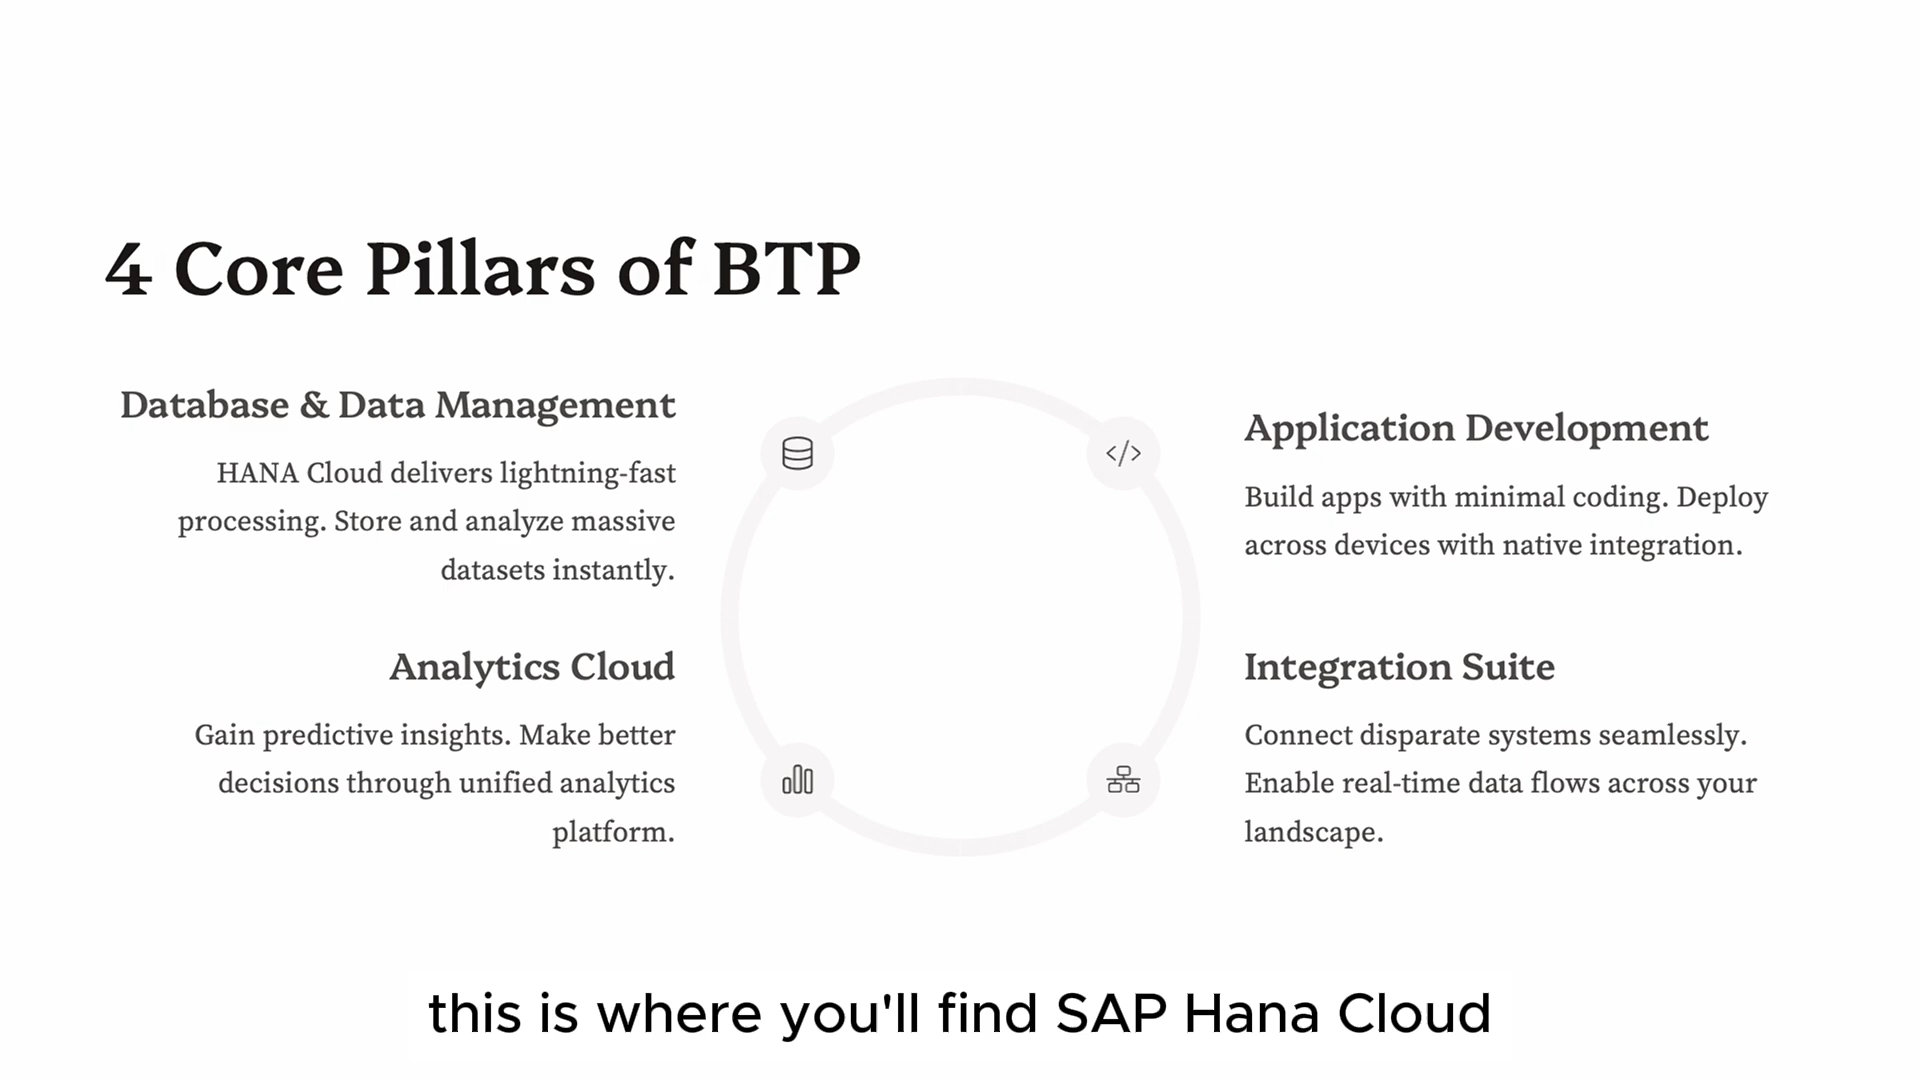 4 Core Pillars of BTP
Database & Data Management
HANA Cloud delivers lightning-fast
processing. Store and analyze massive
datasets instantly.
Application Development
Build apps with minimal coding. Deploy
across devices with native integration.
Analytics Cloud
Gain predictive insights. Make better
decisions through unified analytics
platform.
Integration Suite
Connect disparate systems seamlessly.
Enable real-time data flows across your
landscape.
this is where you'll find SAP Hana Cloud